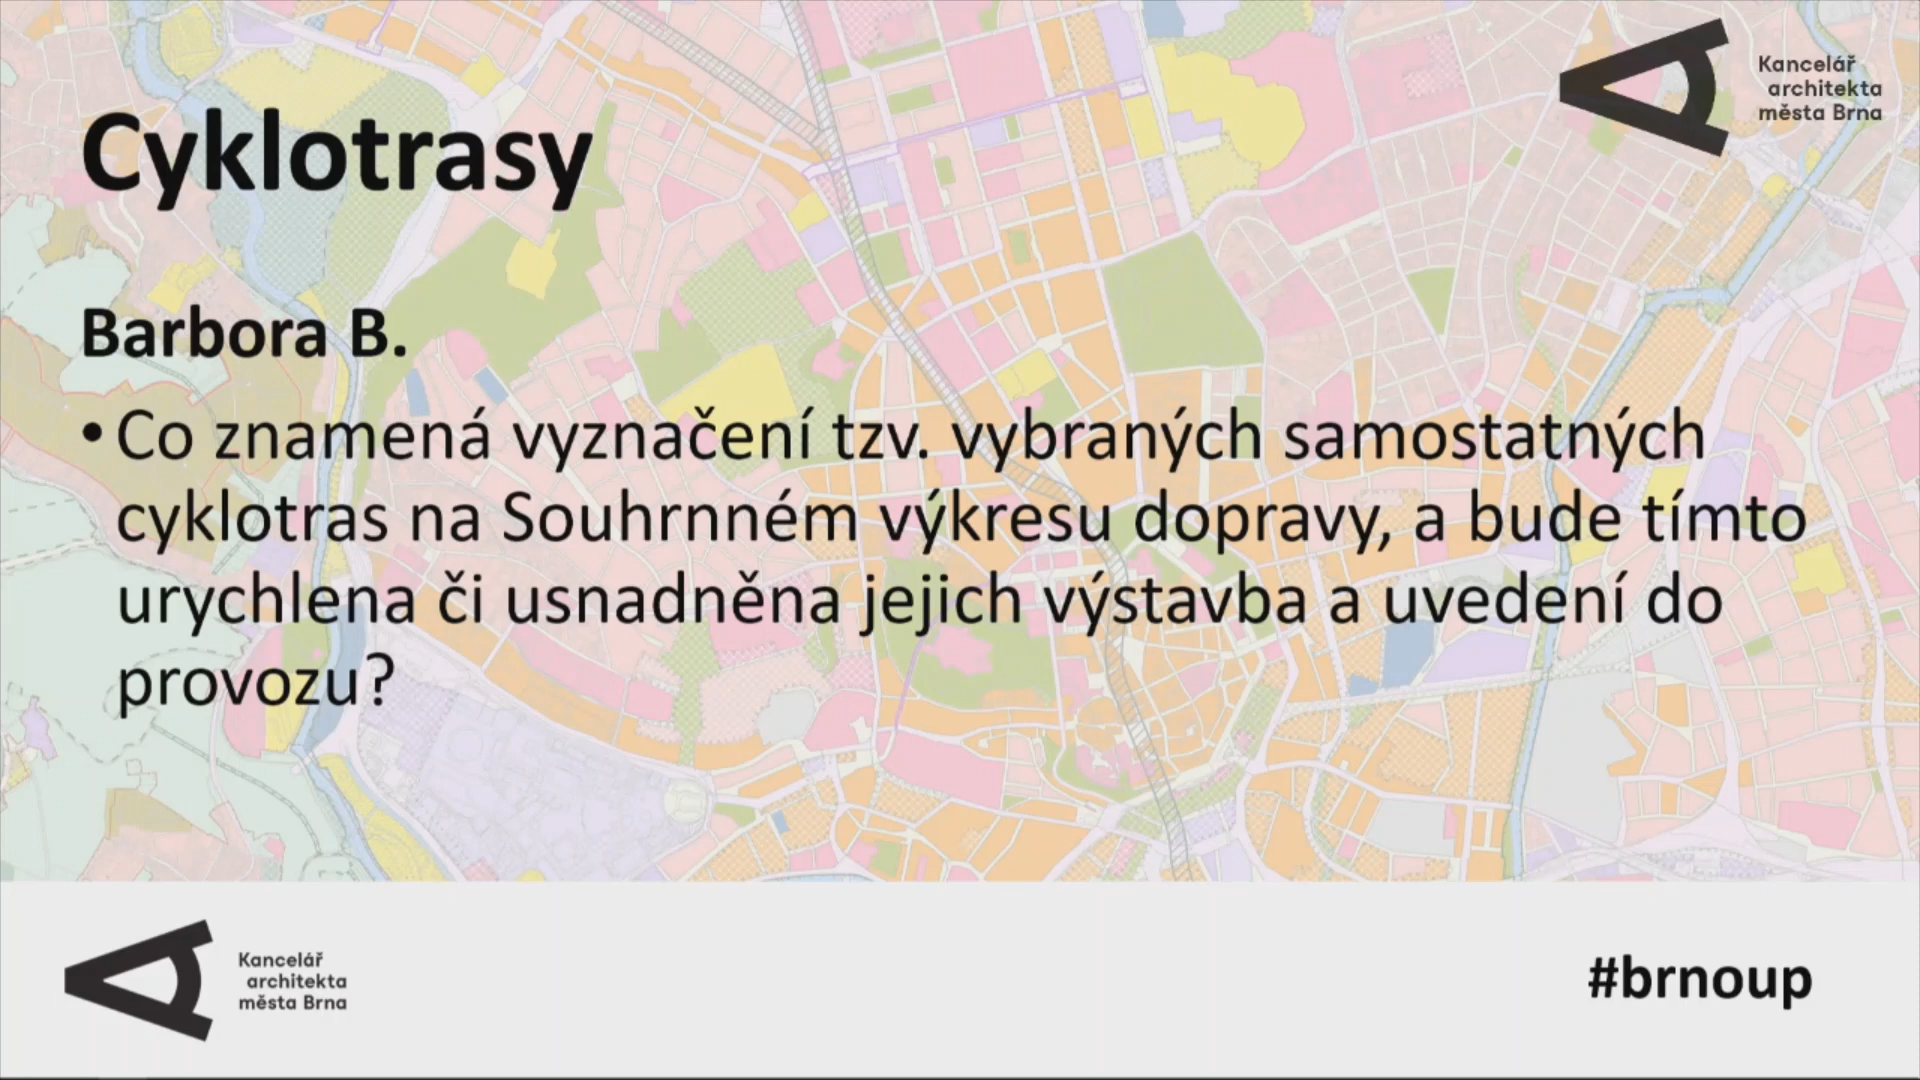 Kancelář
architekta
města Brna
Cyklotrasy
Barbora B.
• Co znamená vyznačení tzv. vybraných samostatných
cyklotras na Souhrnném výkresu dopravy, a bude tímto
urychlena či usnadněna jejich výstavba a uvedení do
provozu?
Kancelář
architekta
města Brna
#brnoup